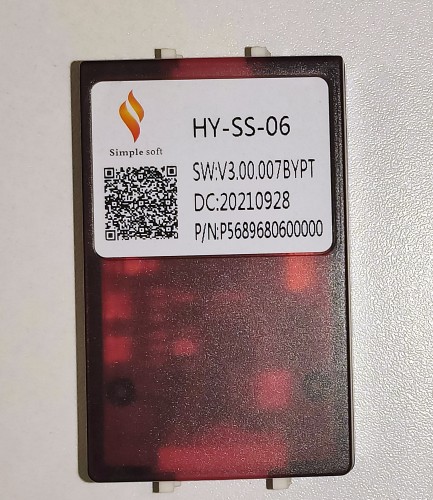 HY-SS-06
Simple soft
SW:V3.00.007BYPT
DC:20210928
P/N:P5689680600000